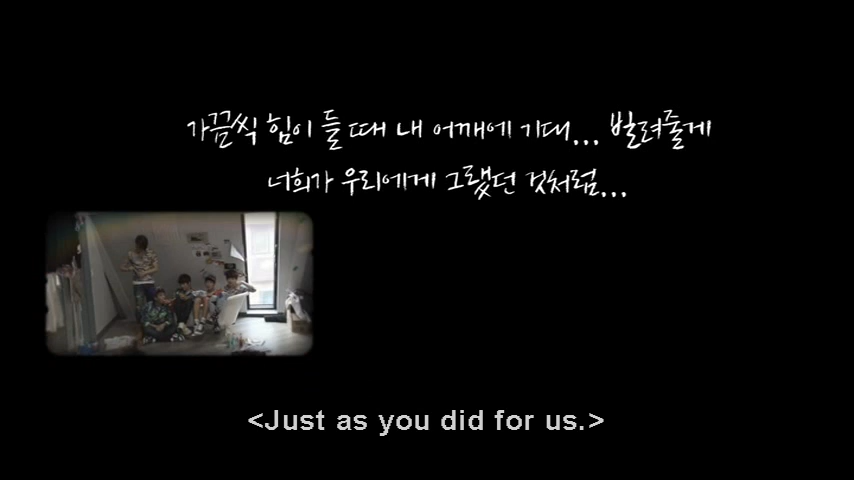 가끔씩 힘이 들 때 내 어깨에 기대... 빌려줄게
너희가 우리에게 그랬던 것처럼...
<Just as you did for us.>